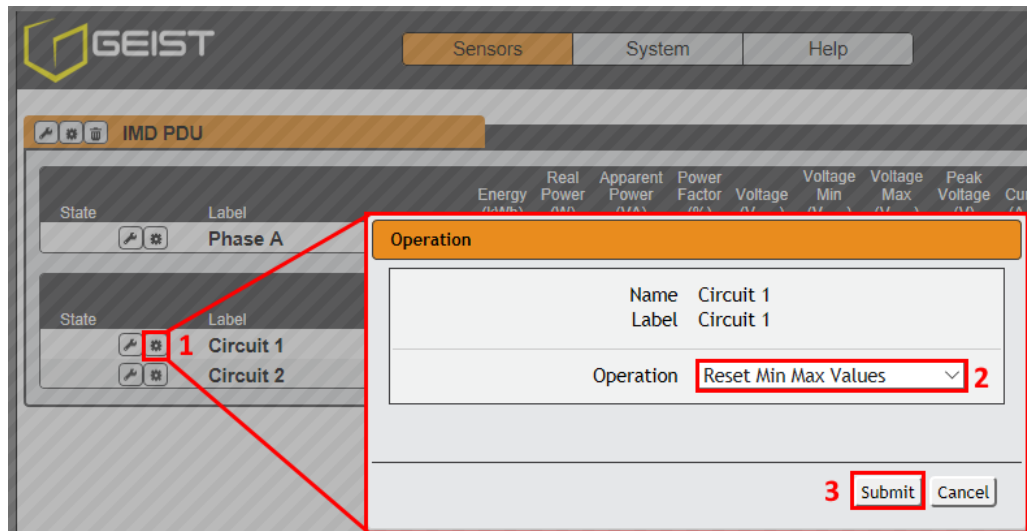 GEIST
Sensors System Help
IMD PDU
Real Apparent Power Voltage Voltage Peak
Energy Power Power Factor Voltage Min Max Voltage
State Label (kWh) (W) (VA) (%) (V)
Phase A
Operation
Name Circuit 1
Label Circuit 1
State Label
1 Circuit 1
Circuit 2
Operation Reset Min Max Values 2
3 Submit Cancel